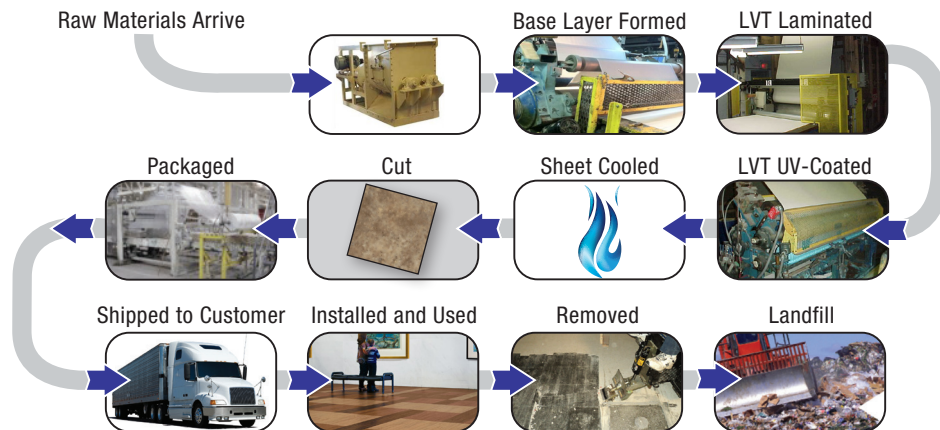 Raw Materials Arrive
Base Layer Formed
LVT Laminated
Packaged
Cut
Sheet Cooled
LVT UV-Coated
Shipped to Customer
Installed and Used
Removed
Landfill